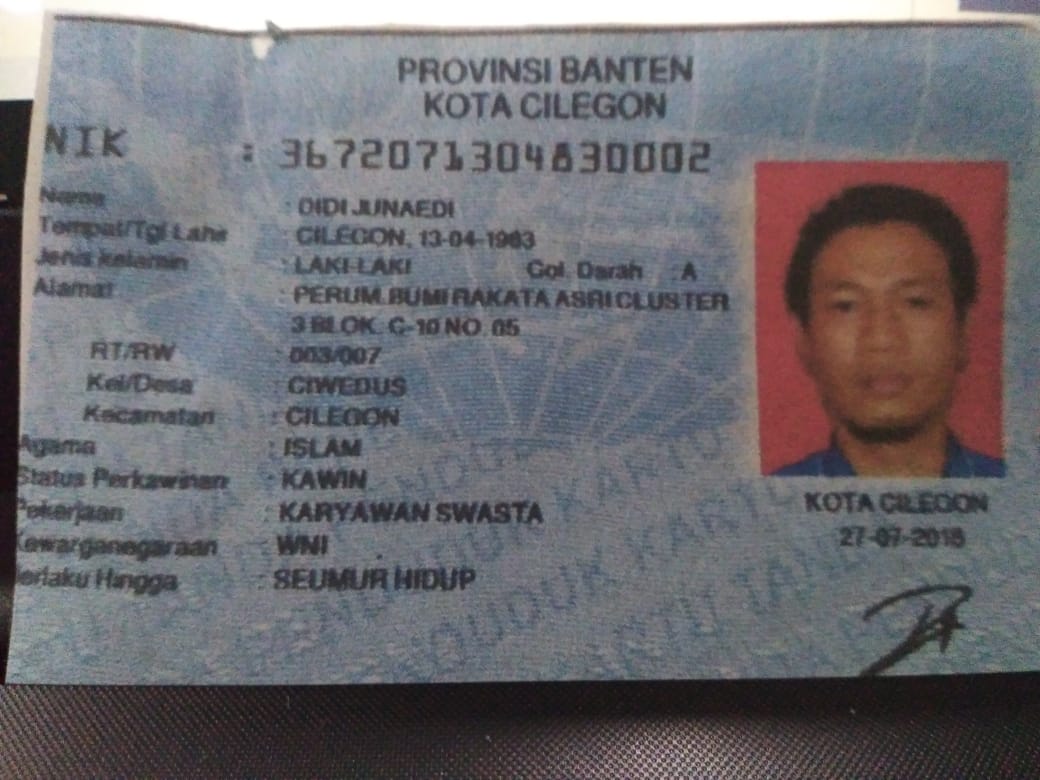 PROVINSI BANTEN
KOTA CILEGON
NIK : 3672071304830002
Nama : DIDI JUNAEDI
Tempat/Tgl Lahir : CILEGON, 13-04-1983
Jenis kelamin : LAKI-LAKI Gol. Darah : A
Alamat : PERUM. BUMI RAKATA ASRI CLUSTER
3 BLOK. C-10 NO. 05
RT/RW : 003/007
Kel/Desa : CIWEDUS
Kecamatan : CILEGON
Agama : ISLAM
Status Perkawinan : KAWIN
Pekerjaan : KARYAWAN SWASTA
Kewarganegaraan : WNI
Berlaku Hingga : SEUMUR HIDUP
KOTA CILEGON